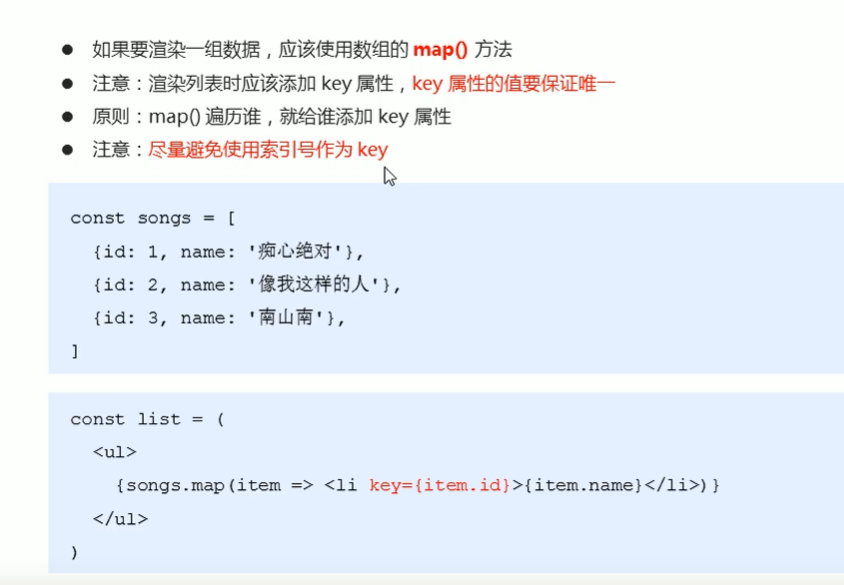 ● 如果要渲染一组数据，应该使用数组的 map() 方法
● 注意：渲染列表时应该添加 key 属性，key 属性的值要保证唯一
● 原则：map() 遍历谁，就给谁添加 key 属性
● 注意：尽量避免使用索引号作为 key
const songs = [
{id: 1, name: '痴心绝对'},
{id: 2, name: '像我这样的人'},
{id: 3, name: '南山南'},
]
const list = (
<ul>
{songs.map(item => <li key={item.id}>{item.name}</li>)}
</ul>
)